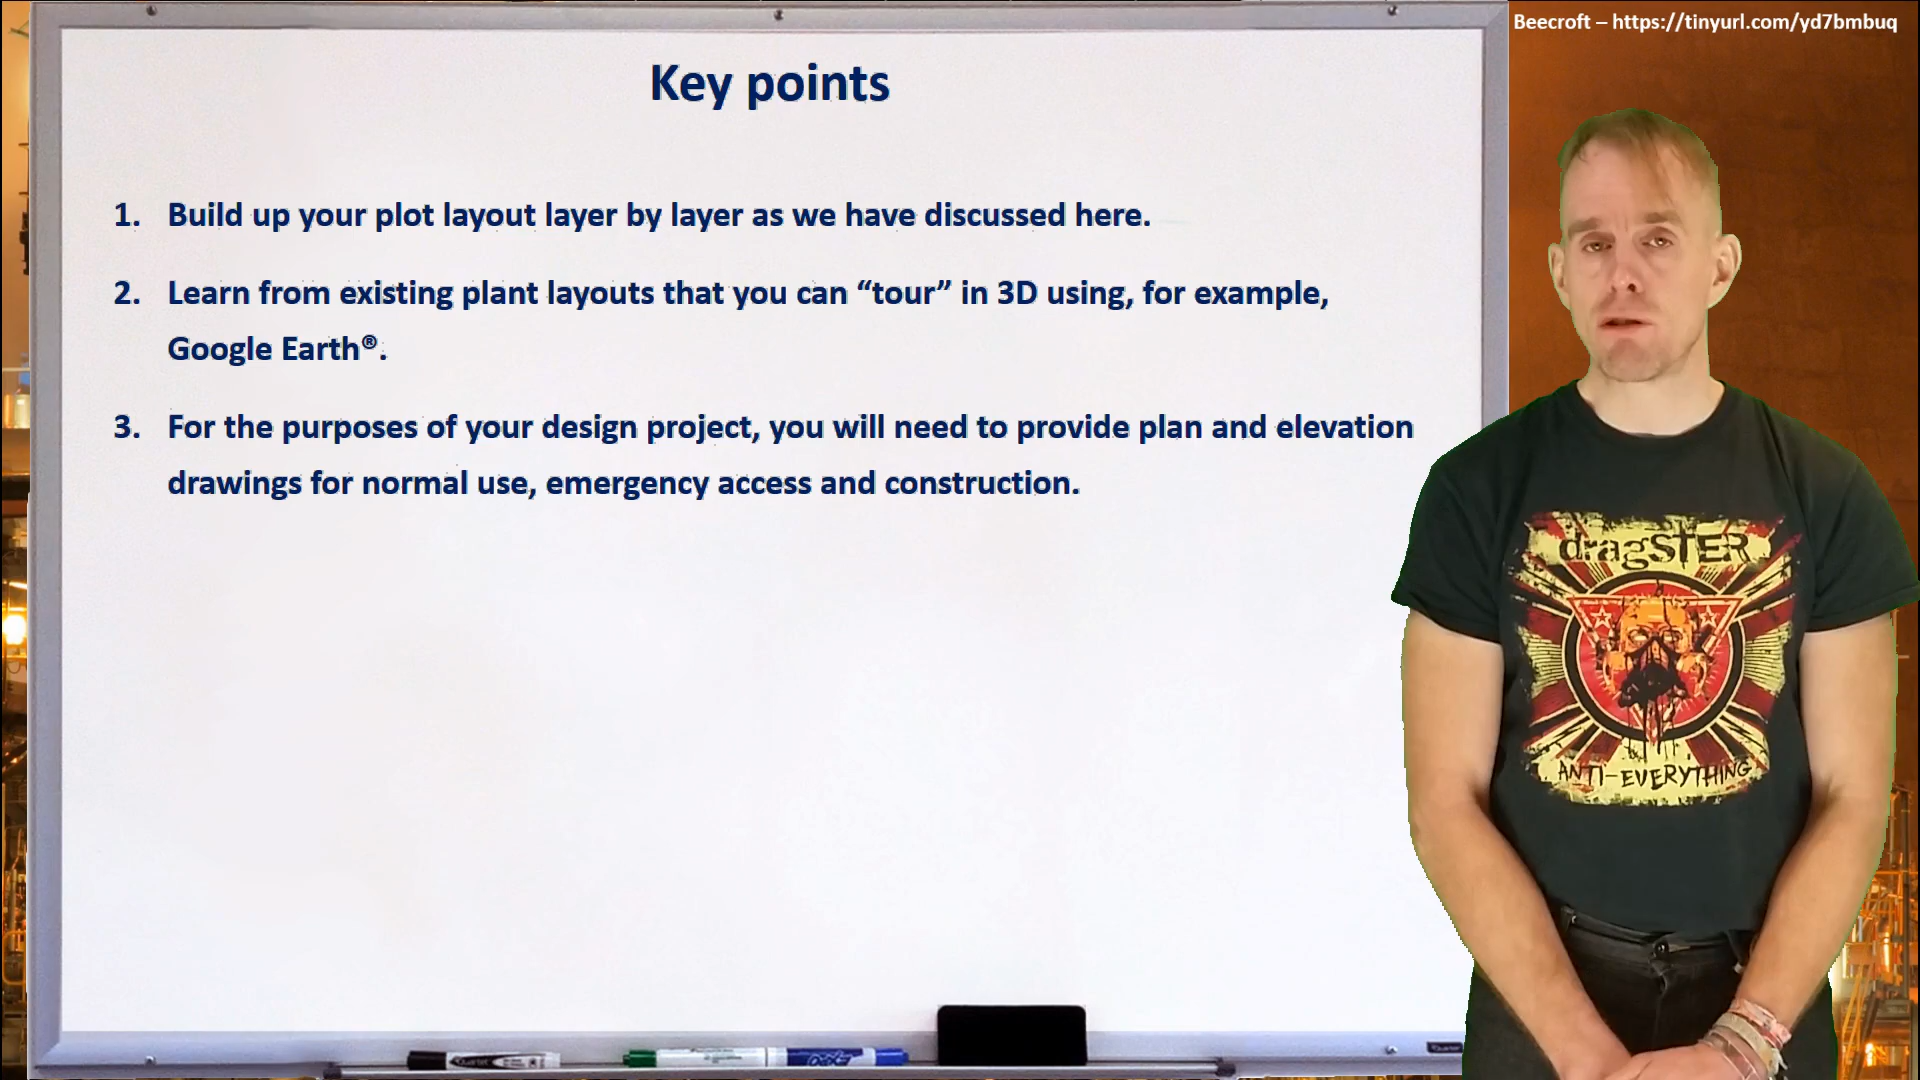 Beecroft – https://tinyurl.com/yd7bmbuq
Key points
1. Build up your plot layout layer by layer as we have discussed here.
2. Learn from existing plant layouts that you can “tour” in 3D using, for example,
Google Earth®.
3. For the purposes of your design project, you will need to provide plan and elevation
drawings for normal use, emergency access and construction.
dragSTER
ANTI-EVERYTHING